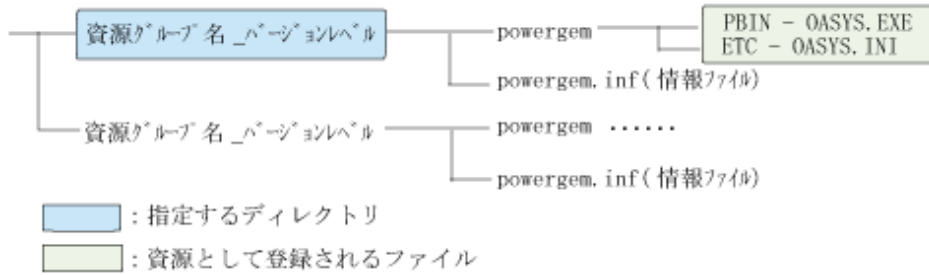 資源ｸﾞﾙｰﾌﾟ名 _ﾊﾞｰｼﾞｮﾝﾚﾍﾞﾙ powergem PBIN - OASYS.EXE
ETC - OASYS.INI
powergem.inf(情報ﾌｧｲﾙ)
資源ｸﾞﾙｰﾌﾟ名 _ﾊﾞｰｼﾞｮﾝﾚﾍﾞﾙ powergem ……
powergem.inf(情報ﾌｧｲﾙ)
：指定するディレクトリ
：資源として登録されるファイル